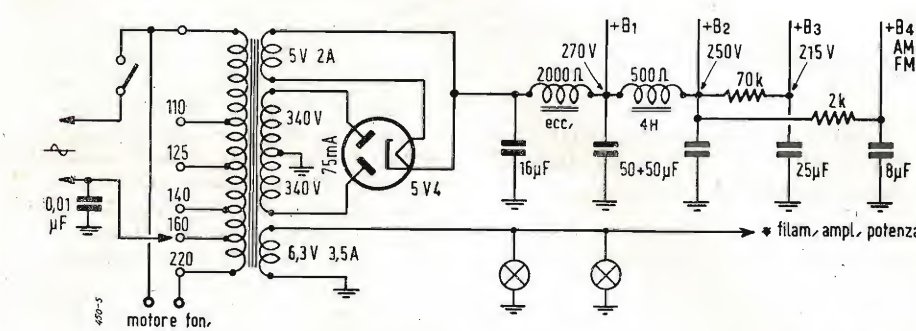 +B1
+B2
+B3
+B4
AM
FM
270V
250V
215V
5V 2A
2000Ω
500Ω
70k
2k
ecc,
4H
110
125
140
160
220
340V
340V
75mA
5V4
16µF
50+50µF
25µF
8µF
0,01
µF
6,3V 3,5A
* filam, ampl, potenza
450-5
motore fon,